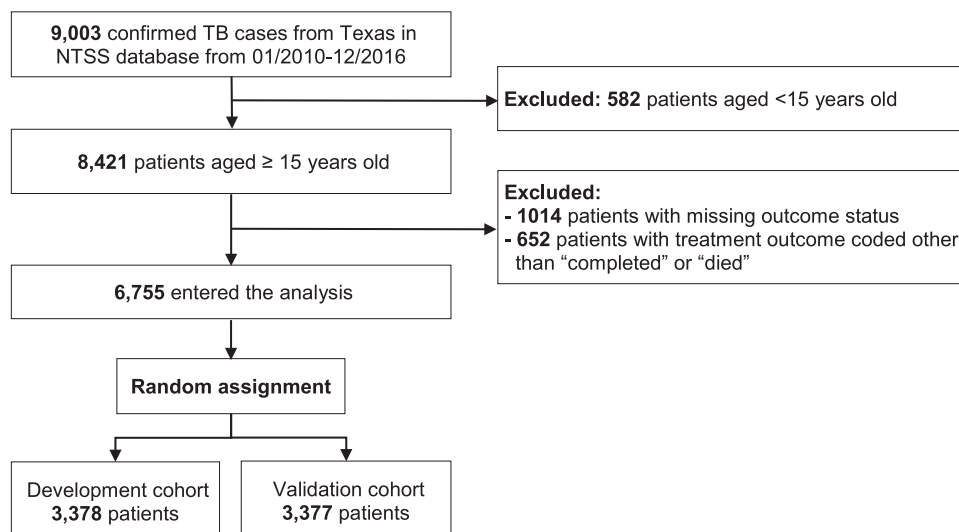 9,003 confirmed TB cases from Texas in
NTSS database from 01/2010-12/2016
Excluded: 582 patients aged <15 years old
8,421 patients aged ≥ 15 years old
Excluded:
- 1014 patients with missing outcome status
- 652 patients with treatment outcome coded other
than “completed” or “died”
6,755 entered the analysis
Random assignment
Development cohort
3,378 patients
Validation cohort
3,377 patients